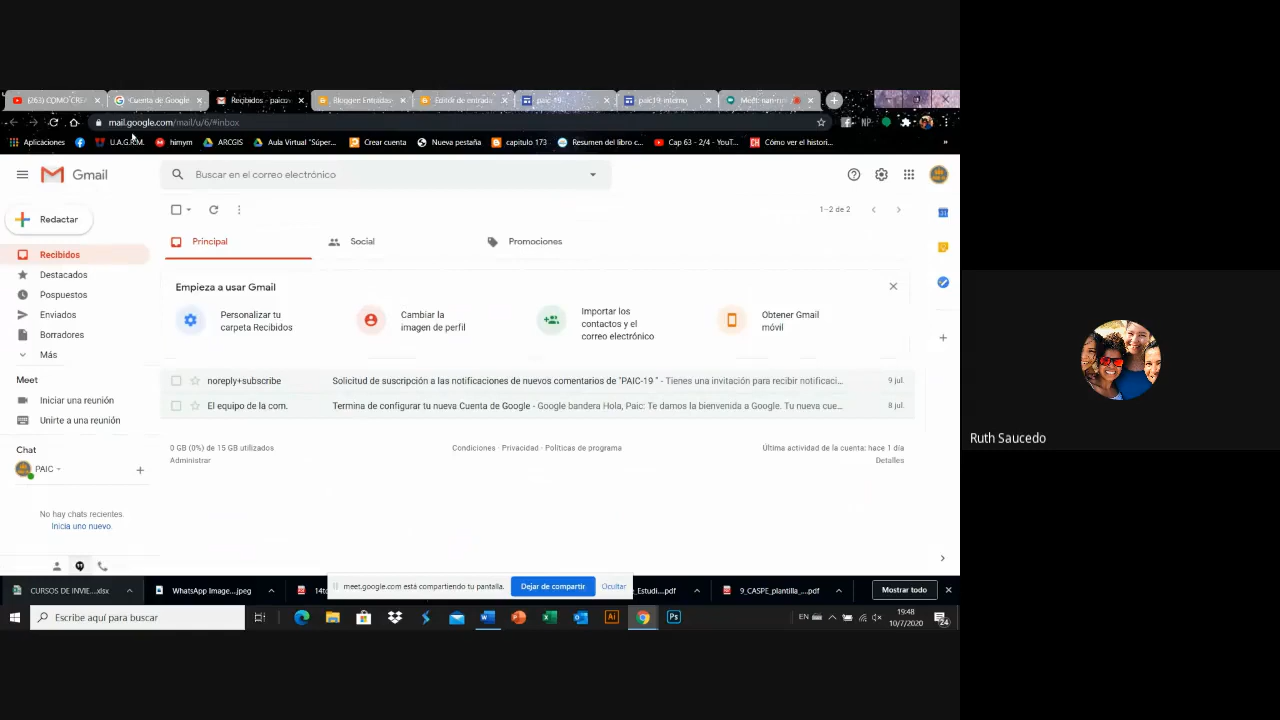 (263) COMO CRE
Cuenta de Google
Recibidos - paicuv
Blogger: Entradas
Editor de entrada
paic-19
paic19 interno
Meet: nan-
mail.google.com/mail/u/6/#inbox
NP
Aplicaciones
U.A.G.R.M.
himym
ARCGIS
Aula Virtual "Súper...
Crear cuenta
Nueva pestaña
capitulo 173
Resumen del libro c...
Cap 63 - 2/4 - YouT...
Cómo ver el histori...
»
Gmail
Buscar en el correo electrónico
Redactar
1–2 de 2
Recibidos
Destacados
Pospuestos
Enviados
Borradores
Más
Principal
Social
Promociones
Empieza a usar Gmail
Personalizar tu
carpeta Recibidos
Cambiar la
imagen de perfil
Importar los
contactos y el
correo electrónico
Obtener Gmail
móvil
noreply+subscribe Solicitud de suscripción a las notificaciones de nuevos comentarios de "PAIC-19 " - Tienes una invitación para recibir notificaci... 9 jul.
El equipo de la com. Termina de configurar tu nueva Cuenta de Google - Google bandera Hola, Paic: Te damos la bienvenida a Google. Tu nueva cue... 8 jul.
Meet
Iniciar una reunión
Unirte a una reunión
Chat
PAIC
No hay chats recientes.
Inicia uno nuevo.
0 GB (0%) de 15 GB utilizados
Administrar
Condiciones · Privacidad · Políticas de programa
Última actividad de la cuenta: hace 1 día
Detalles
Ruth Saucedo
CURSOS DE INVIE....xlsx
WhatsApp Image....jpeg
14to
meet.google.com está compartiendo tu pantalla.
Dejar de compartir
Ocultar
_Estudi....pdf
9_CASPE_plantilla_...pdf
Mostrar todo
Escribe aquí para buscar
EN
19:48
10/7/2020
24